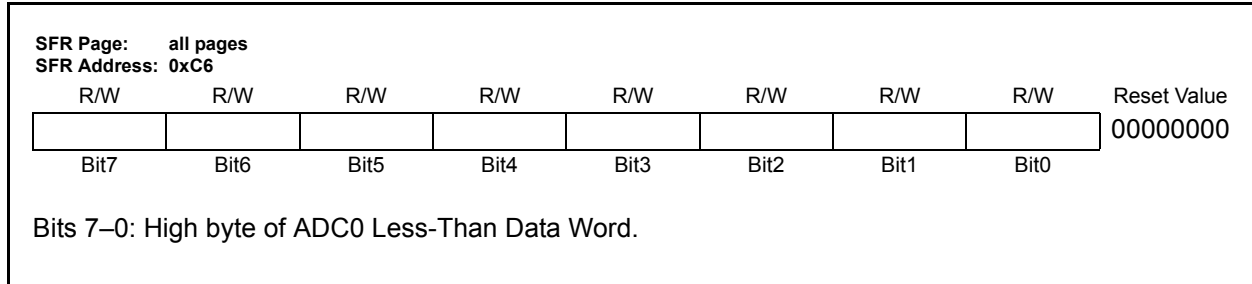 SFR Page: all pages
SFR Address: 0xC6
R/W R/W R/W R/W R/W R/W R/W R/W Reset Value
00000000
Bit7 Bit6 Bit5 Bit4 Bit3 Bit2 Bit1 Bit0
Bits 7–0: High byte of ADC0 Less-Than Data Word.